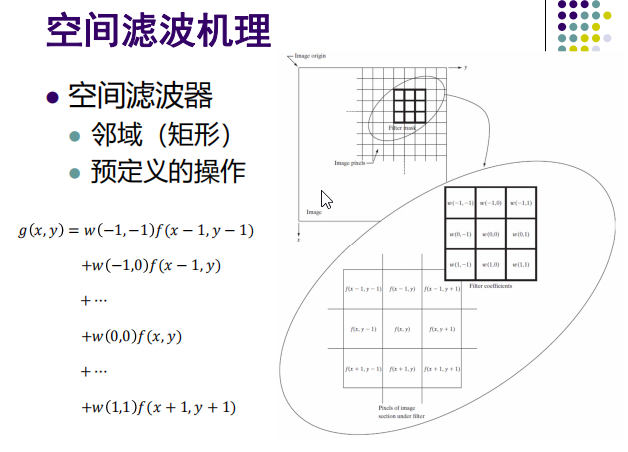 空间滤波机理
空间滤波器
邻域（矩形）
预定义的操作
g(x, y) = w(−1,−1)f(x − 1, y − 1)
+w(−1,0)f(x − 1, y)
+ ⋯
+w(0,0)f(x, y)
+ ⋯
+w(1,1)f(x + 1, y + 1)
Image origin
y
Filter mask
Image pixels
Image
x
w(−1,−1) w(−1,0) w(−1,1)
w(0,−1) w(0,0) w(0,1)
w(1,−1) w(1,0) w(1,1)
Filter coefficients
f(x − 1, y − 1) f(x − 1, y) f(x − 1, y + 1)
f(x, y − 1) f(x, y) f(x, y + 1)
f(x + 1, y − 1) f(x + 1, y) f(x + 1, y + 1)
Pixels of image
section under filter